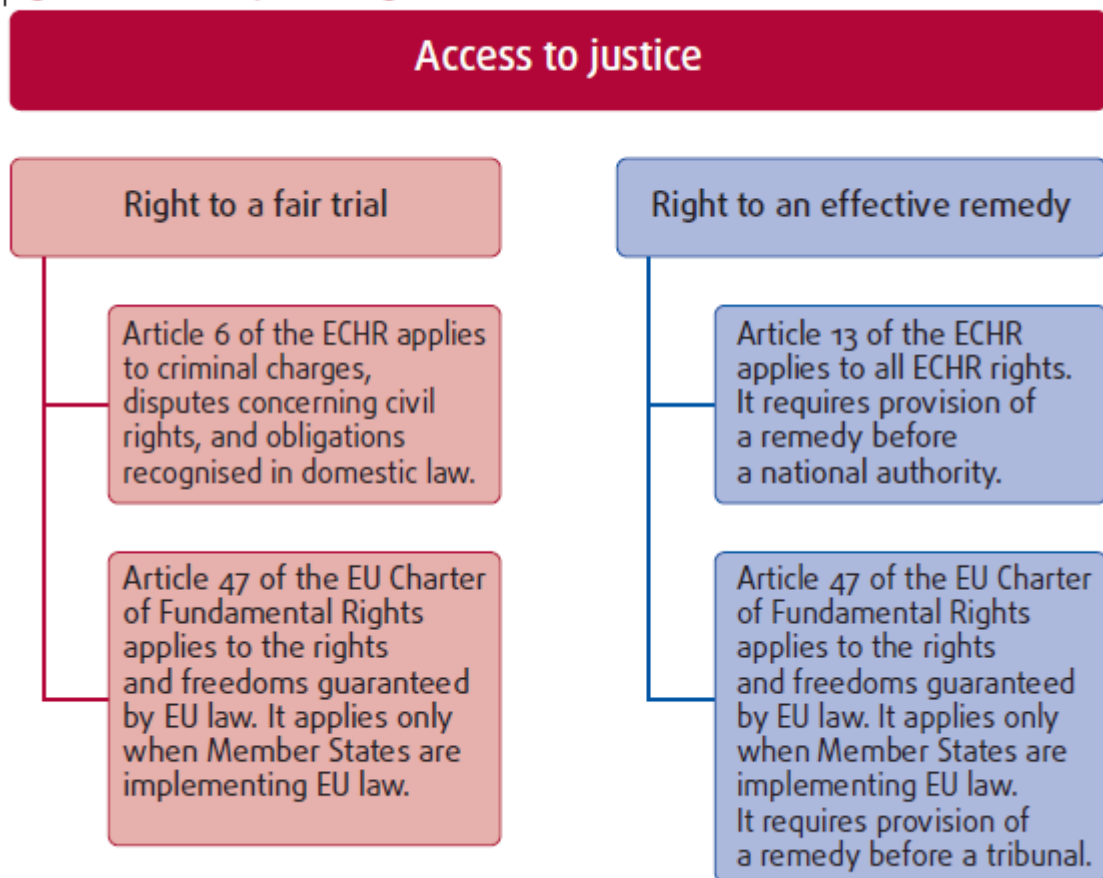 Access to justice
Right to a fair trial
Article 6 of the ECHR applies
to criminal charges,
disputes concerning civil
rights, and obligations
recognised in domestic law.
Article 47 of the EU Charter
of Fundamental Rights
applies to the rights
and freedoms guaranteed
by EU law. It applies only
when Member States are
implementing EU law.
Right to an effective remedy
Article 13 of the ECHR
applies to all ECHR rights.
It requires provision of
a remedy before
a national authority.
Article 47 of the EU Charter
of Fundamental Rights
applies to the rights
and freedoms guaranteed
by EU law. It applies only
when Member States are
implementing EU law.
It requires provision of
a remedy before a tribunal.